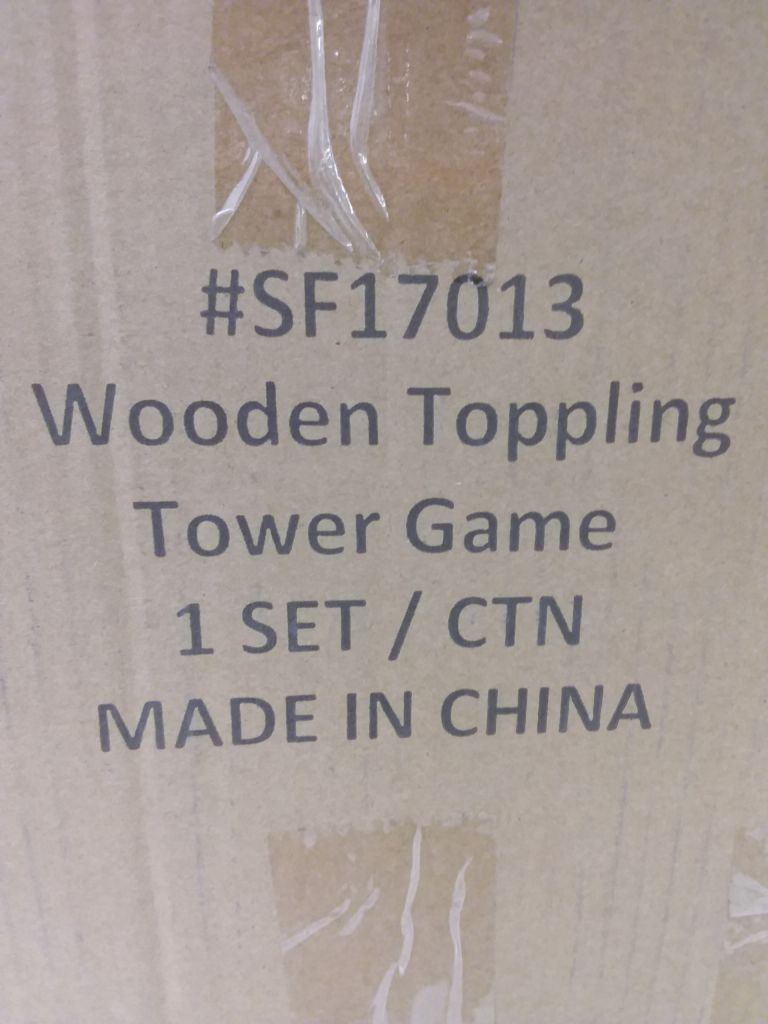 #SF17013
Wooden Toppling
Tower Game
1 SET / CTN
MADE IN CHINA